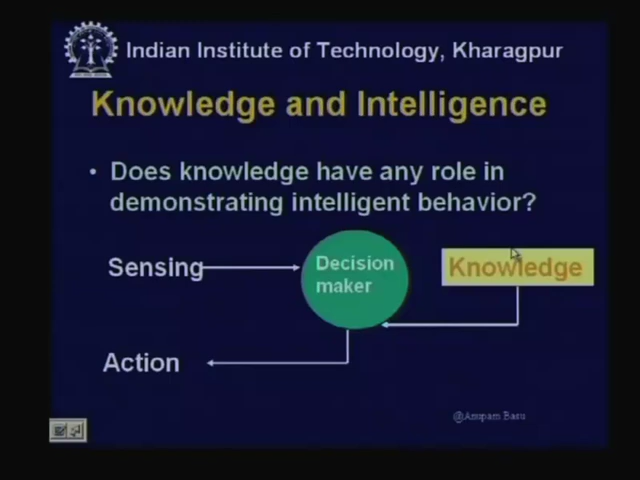 Indian Institute of Technology, Kharagpur
Knowledge and Intelligence
• Does knowledge have any role in
demonstrating intelligent behavior?
Sensing
Decision
maker
Knowledge
Action
@Anupam Basu